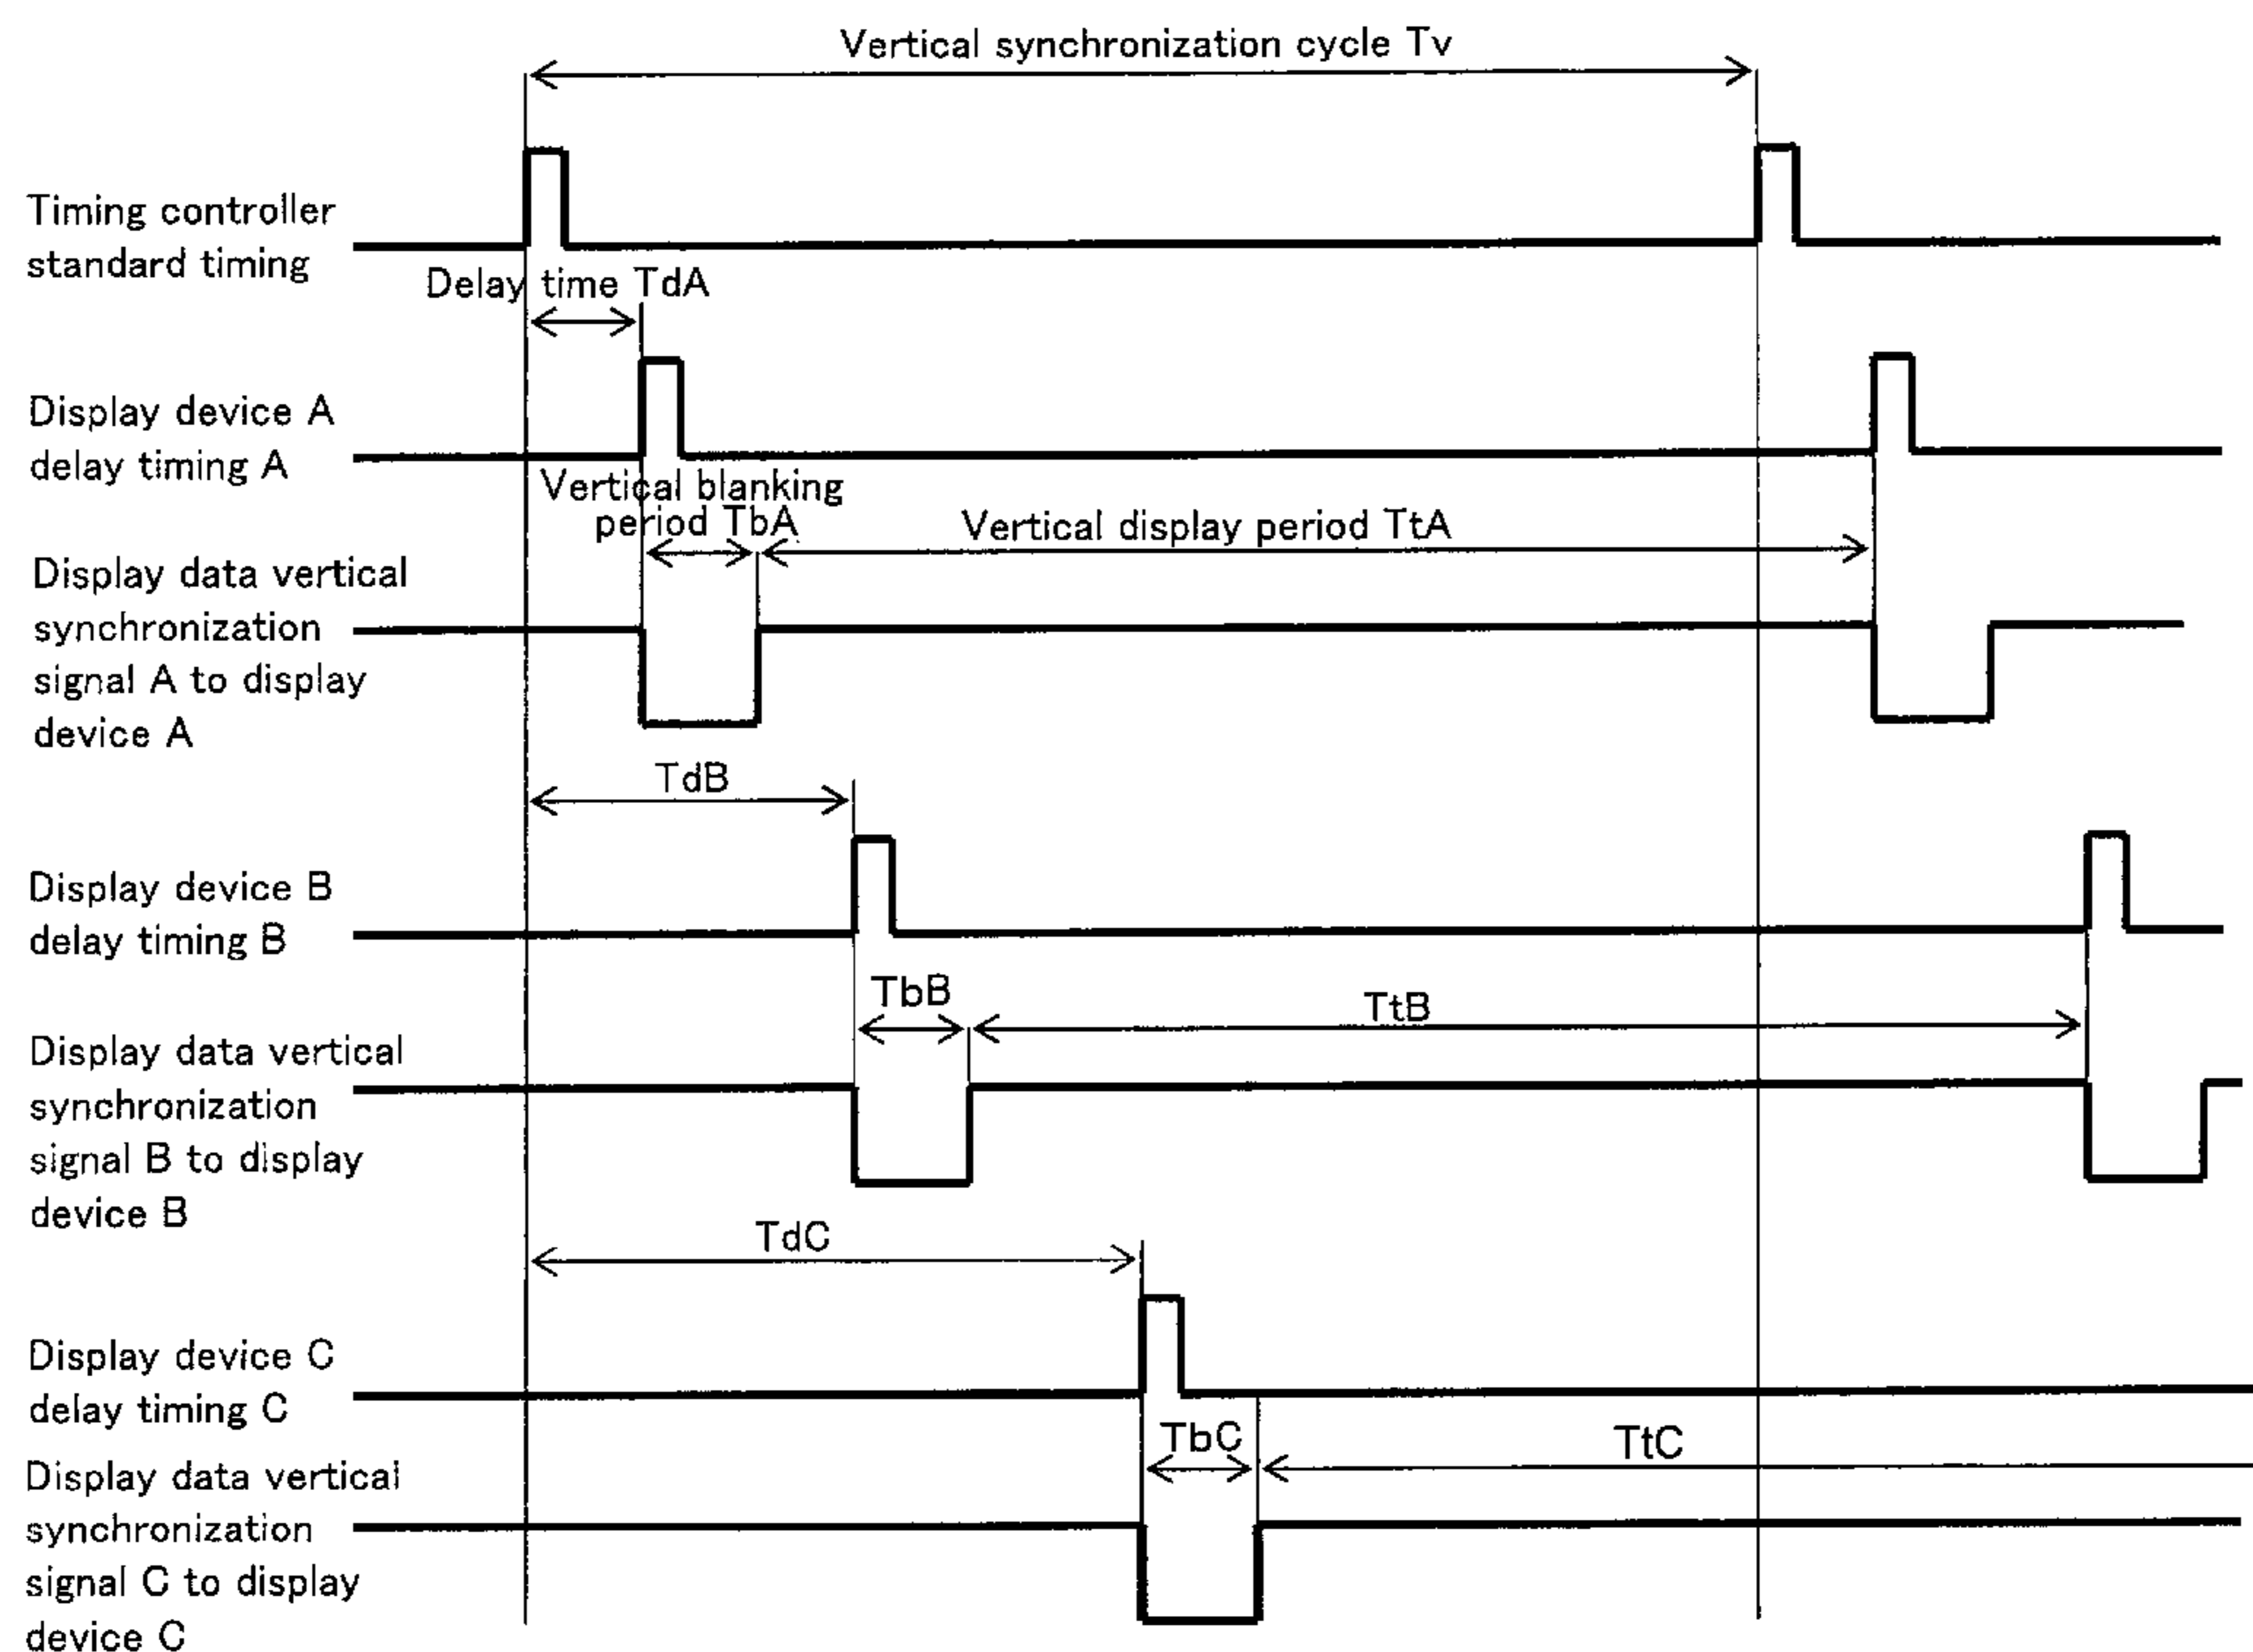 Vertical synchronization cycle Tv
Timing controller
standard timing
Delay time TdA
Display device A
delay timing A
Vertical blanking
period TbA
Vertical display period TtA
Display data vertical
synchronization
signal A to display
device A
TdB
Display device B
delay timing B
TbB
TtB
Display data vertical
synchronization
signal B to display
device B
TdC
Display device C
delay timing C
TbC
TtC
Display data vertical
synchronization
signal C to display
device C